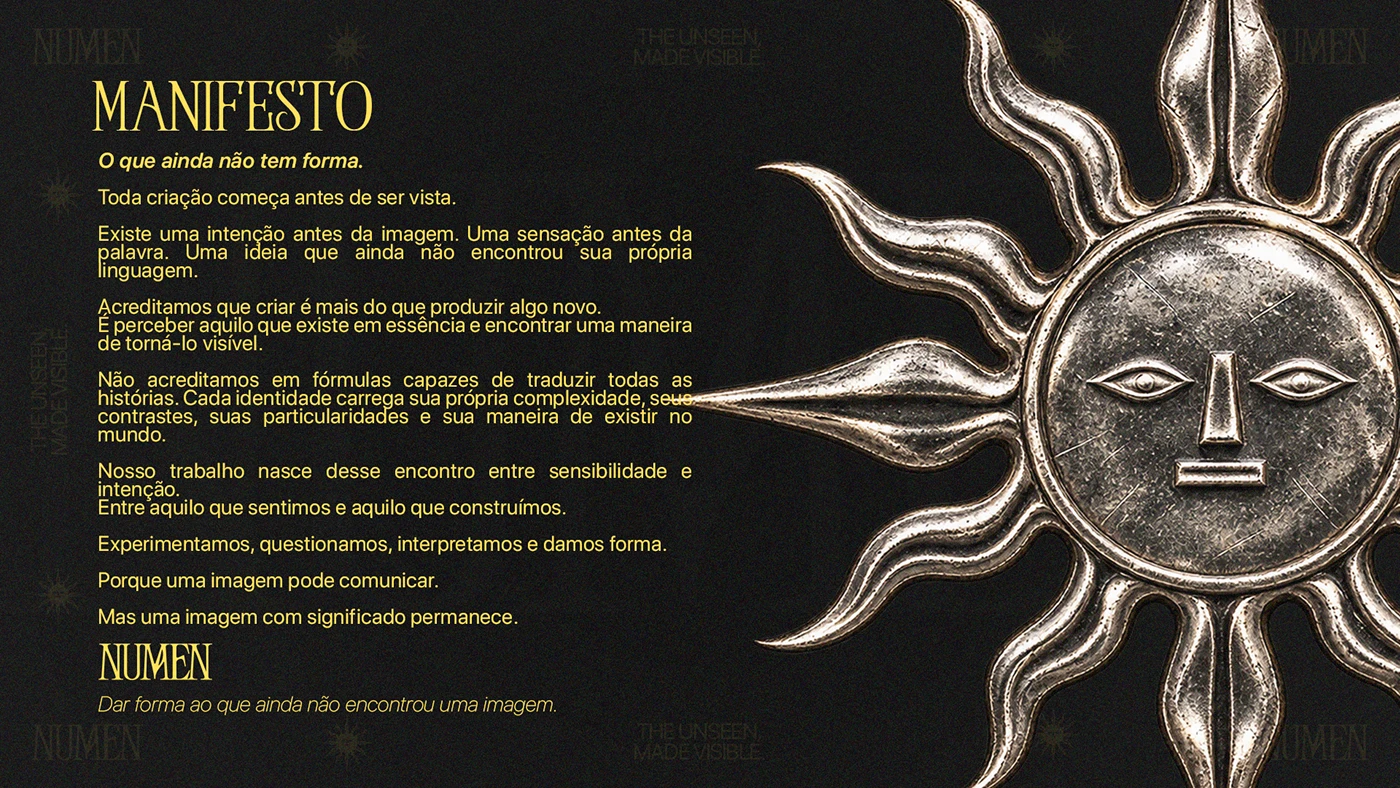 NUMEN
THE UNSEEN,
MADE VISIBLE.
NUMEN
MANIFESTO
O que ainda não tem forma.
Toda criação começa antes de ser vista.
Existe uma intenção antes da imagem. Uma sensação antes da
palavra. Uma ideia que ainda não encontrou sua própria
linguagem.
Acreditamos que criar é mais do que produzir algo novo.
É perceber aquilo que existe em essência e encontrar uma maneira
de torná-lo visível.
Não acreditamos em fórmulas capazes de traduzir todas as
histórias. Cada identidade carrega sua própria complexidade, seus
contrastes, suas particularidades e sua maneira de existir no
mundo.
Nosso trabalho nasce desse encontro entre sensibilidade e
intenção.
Entre aquilo que sentimos e aquilo que construímos.
Experimentamos, questionamos, interpretamos e damos forma.
Porque uma imagem pode comunicar.
Mas uma imagem com significado permanece.
NUMEN
Dar forma ao que ainda não encontrou uma imagem.
THE UNSEEN,
MADE VISIBLE.
NUMEN
THE UNSEEN,
MADE VISIBLE.
NUMEN